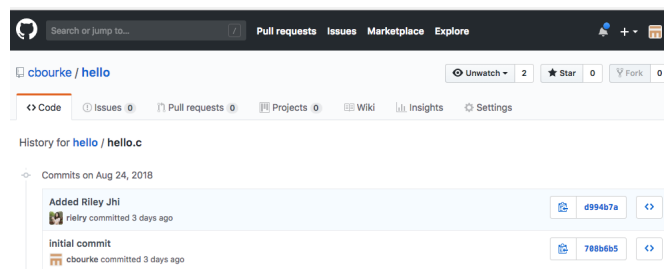 Search or jump to... / Pull requests Issues Marketplace Explore
cbourke / hello Unwatch 2 Star 0 Fork 0
Code Issues 0 Pull requests 0 Projects 0 Wiki Insights Settings
History for hello / hello.c
Commits on Aug 24, 2018
Added Riley Jhi
d994b7a
rielry committed 3 days ago
initial commit
708b6b5
cbourke committed 3 days ago